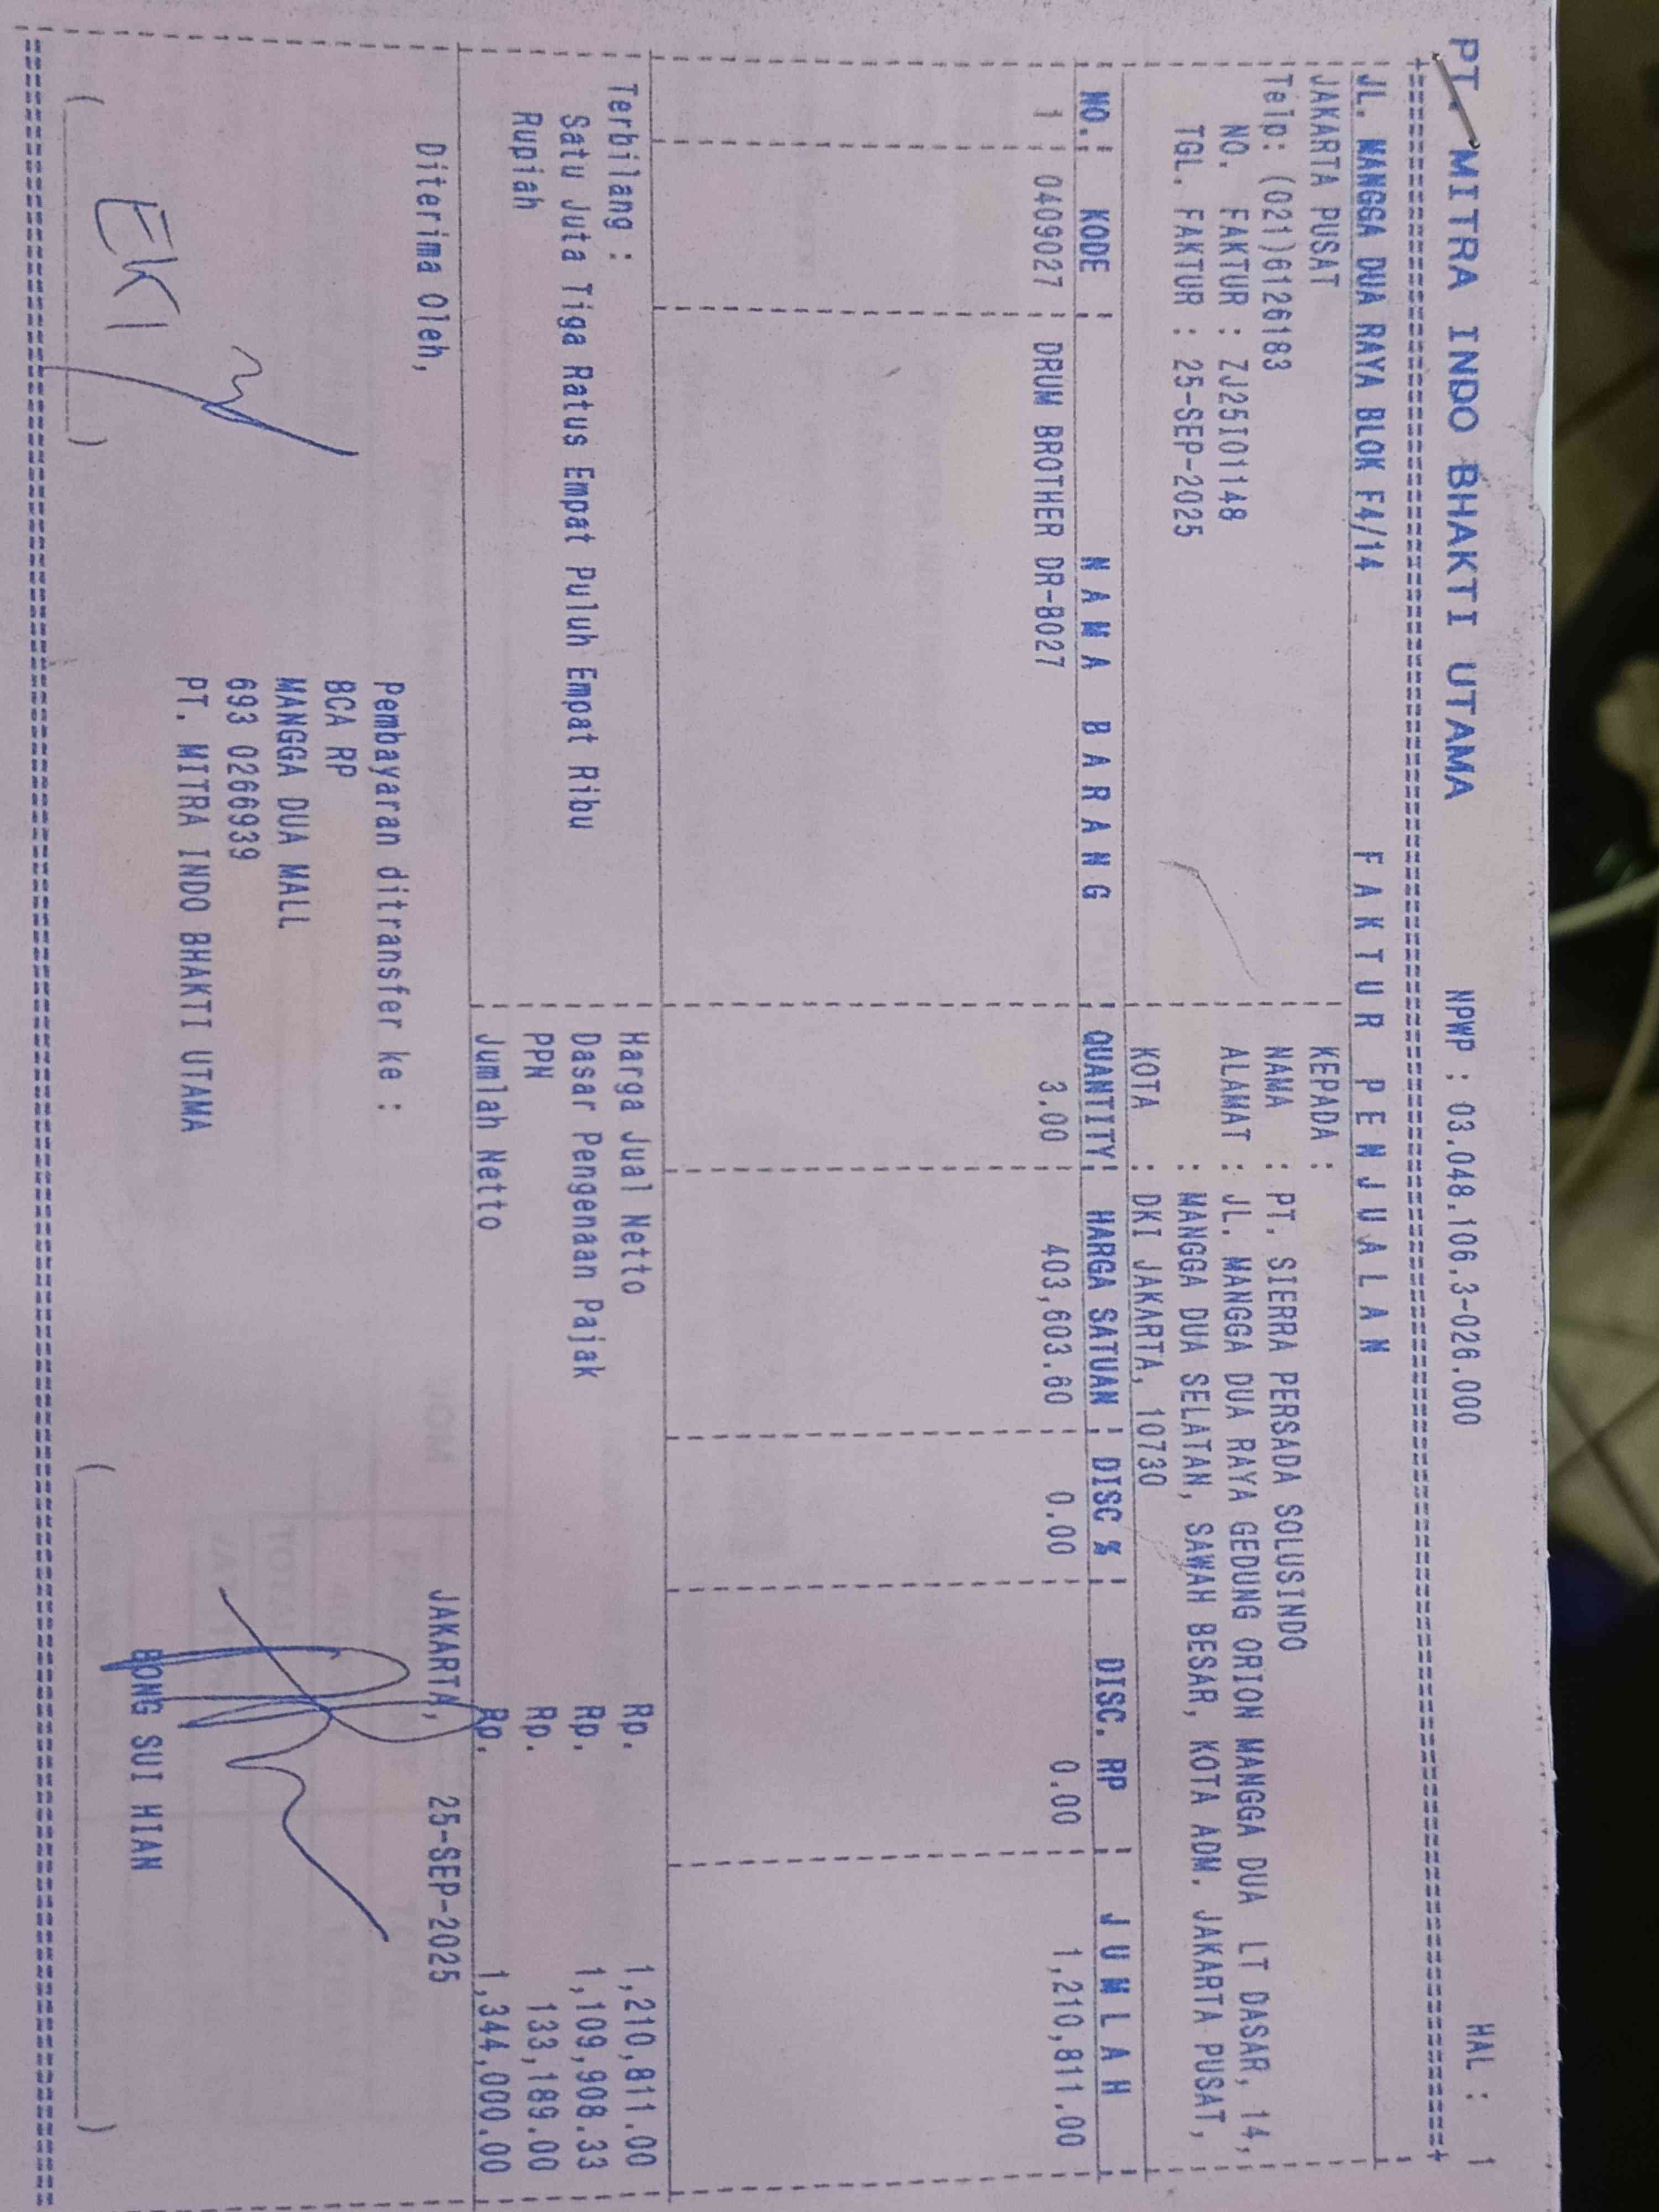 PT. MITRA INDO BHAKTI UTAMA NPWP : 03.048.106.3-026.000 HAL : 1
JL. MANGGA DUA RAYA BLOK F4/14 F A K T U R P E N J U A L A N
JAKARTA PUSAT KEPADA :
Telp: (021)6126183 NAMA : PT. SIERRA PERSADA SOLUSINDO
NO. FAKTUR : ZJ25I01148 ALAMAT : JL. MANGGA DUA RAYA GEDUNG ORION MANGGA DUA LT DASAR, 14,
TGL. FAKTUR : 25-SEP-2025 : MANGGA DUA SELATAN, SAWAH BESAR, KOTA ADM. JAKARTA PUSAT,
KOTA : DKI JAKARTA, 10730
NO. KODE N A M A B A R A N G QUANTITY HARGA SATUAN DISC % DISC. RP J U M L A H
1 0409027 DRUM BROTHER DR-B027 3.00 403,603.60 0.00 0.00 1,210,811.00
Terbilang : Harga Jual Netto Rp. 1,210,811.00
Satu Juta Tiga Ratus Empat Puluh Empat Ribu Dasar Pengenaan Pajak Rp. 1,109,908.33
Rupiah PPN Rp. 133,189.00
Jumlah Netto Rp. 1,344,000.00
Diterima Oleh, JAKARTA, 25-SEP-2025
Pembayaran ditransfer ke :
BCA RP
MANGGA DUA MALL
693 0266939
PT. MITRA INDO BHAKTI UTAMA
EKI
BONG SUI HIAN